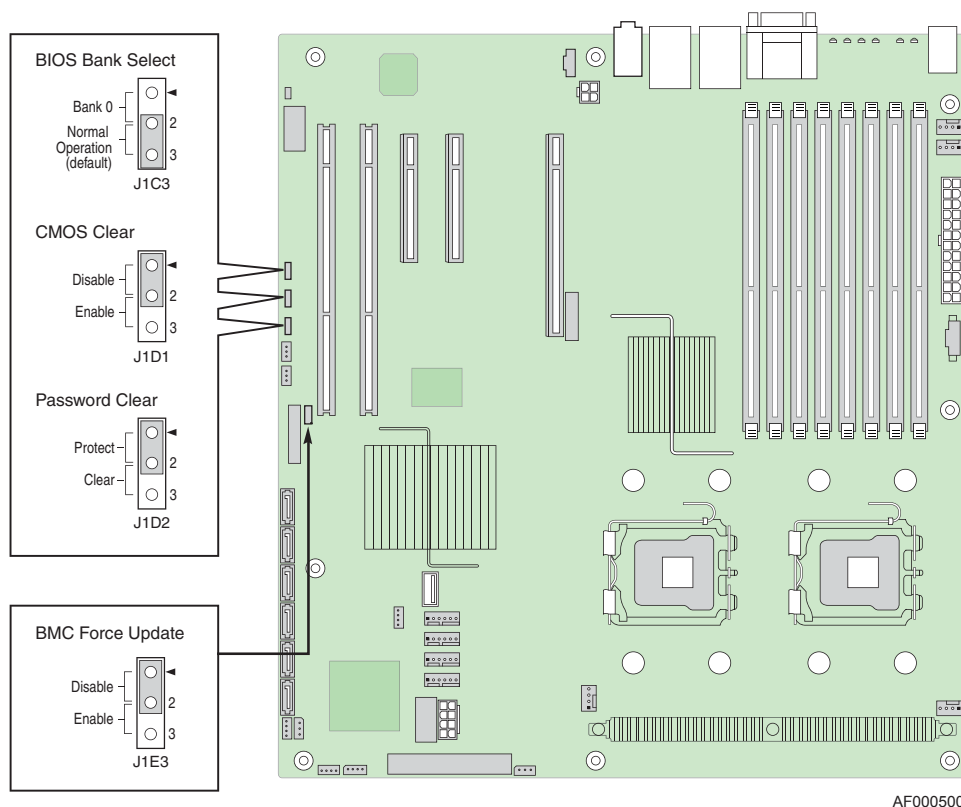 BIOS Bank Select
Bank 0
2
Normal
Operation
(default)
3
J1C3
CMOS Clear
Disable
2
Enable
3
J1D1
Password Clear
Protect
2
Clear
3
J1D2
BMC Force Update
Disable
2
Enable
3
J1E3
AF000500